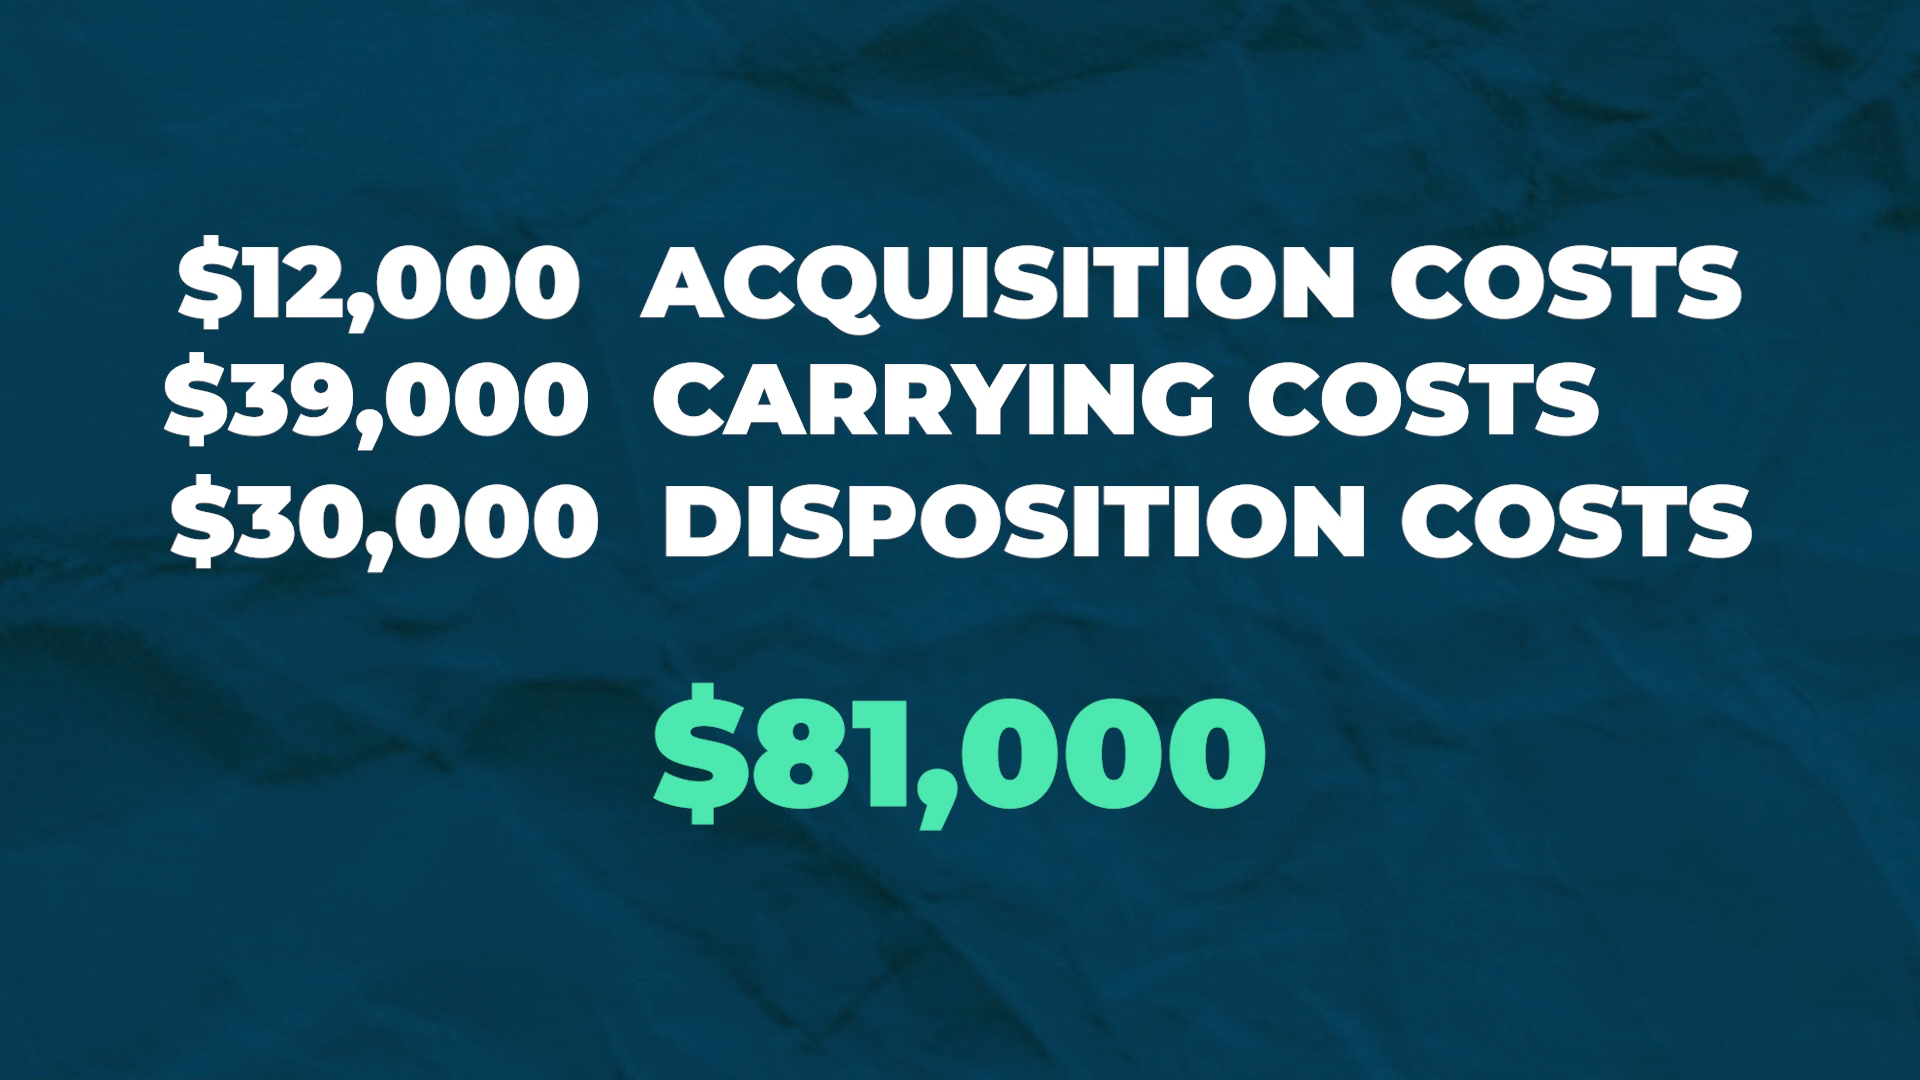 $12,000 ACQUISITION COSTS
$39,000 CARRYING COSTS
$30,000 DISPOSITION COSTS
$81,000